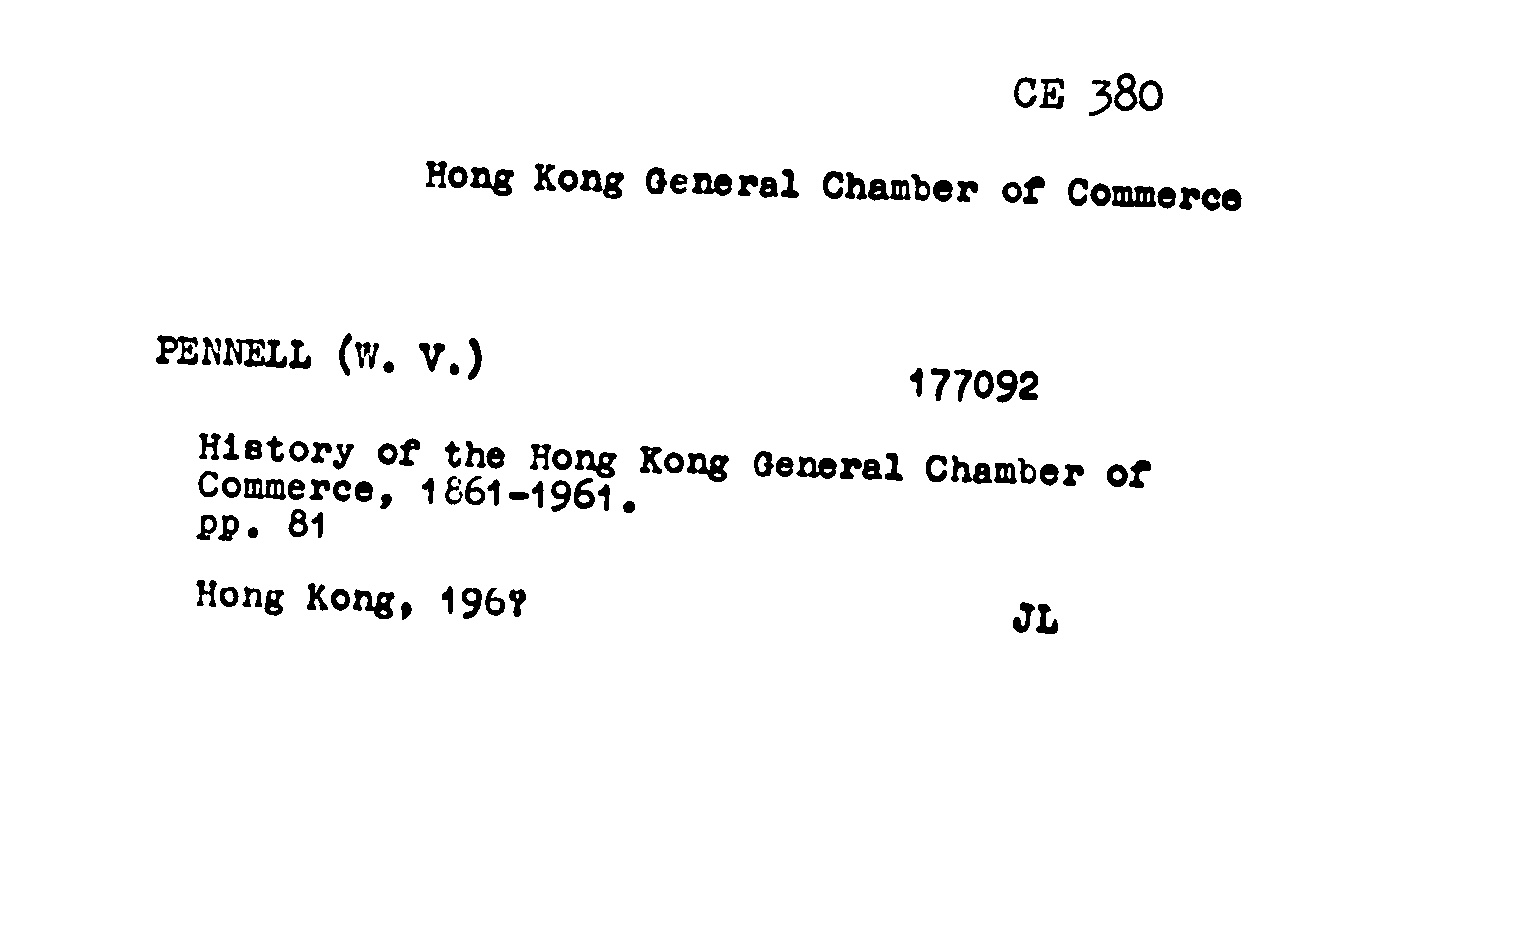 CE 380
Hong Kong General Chamber of Commerce
PENNELL (W. V.)
177092
History of the Hong Kong General Chamber of
Commerce, 1861-1961.
pp. 81
Hong Kong, 196?
JL